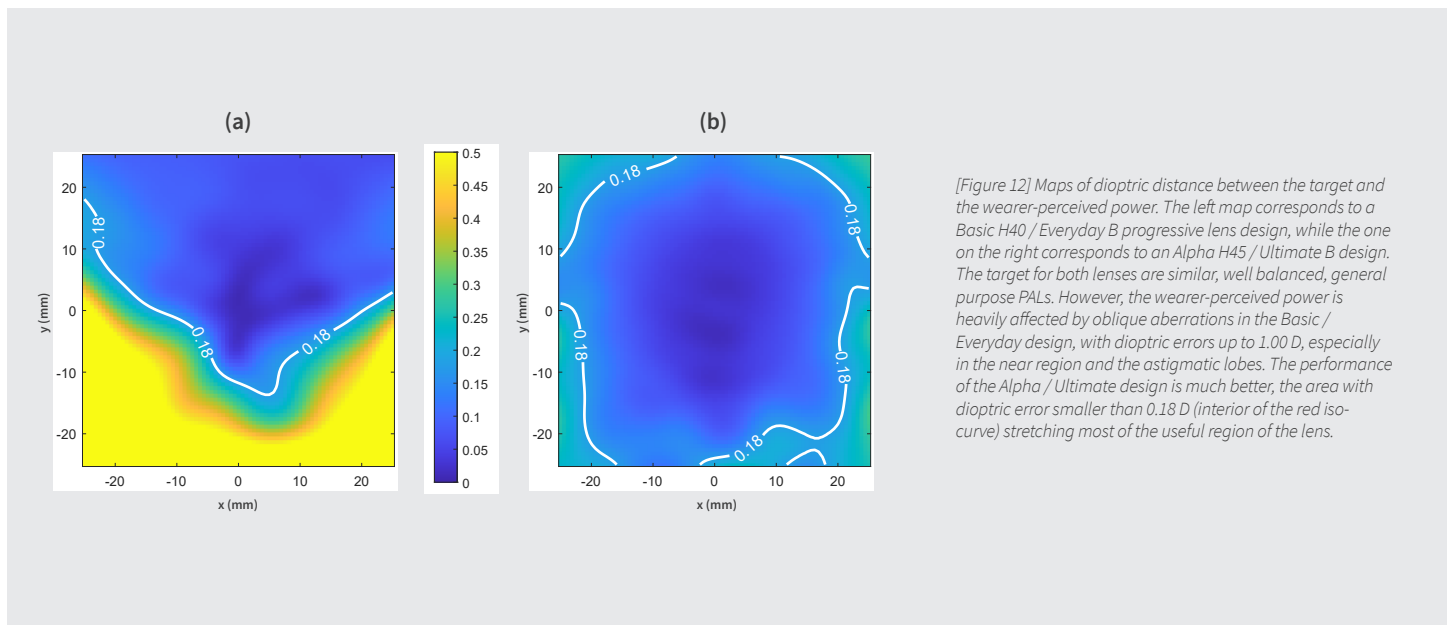 (a)
(b)
20
10
0
-10
-20
y (mm)
-20
-10
0
10
20
x (mm)
0.18
0.18
0.18
0.5
0.45
0.4
0.35
0.3
0.25
0.2
0.15
0.1
0.05
0
20
10
0
-10
-20
y (mm)
-20
-10
0
10
20
x (mm)
0.18
0.18
0.18
0.18
0.18
[Figure 12] Maps of dioptric distance between the target and
the wearer-perceived power. The left map corresponds to a
Basic H40 / Everyday B progressive lens design, while the one
on the right corresponds to an Alpha H45 / Ultimate B design.
The target for both lenses are similar, well balanced, general
purpose PALs. However, the wearer-perceived power is
heavily affected by oblique aberrations in the Basic /
Everyday design, with dioptric errors up to 1.00 D, especially
in the near region and the astigmatic lobes. The performance
of the Alpha / Ultimate design is much better, the area with
dioptric error smaller than 0.18 D (interior of the red iso-
curve) stretching most of the useful region of the lens.